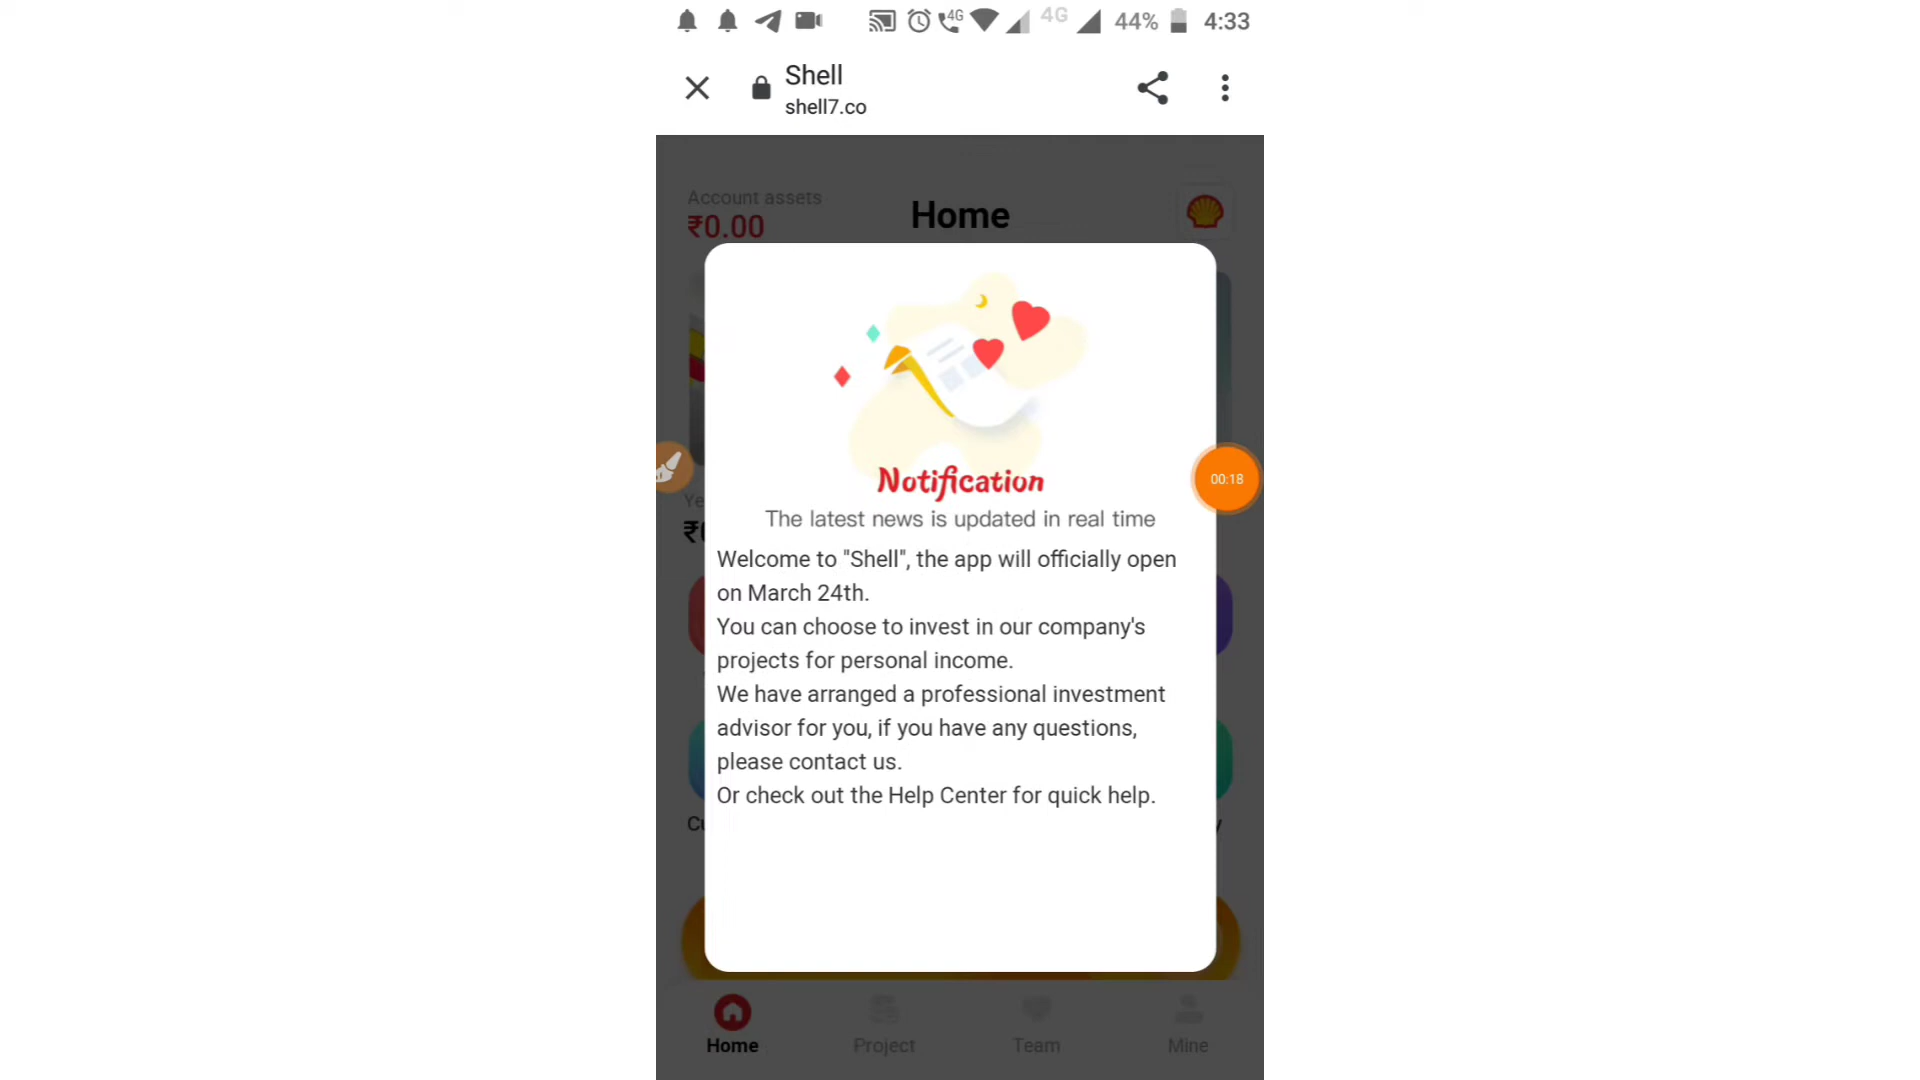 4G 4G 44% 4:33
Shell
shell7.co
Account assets
₹0.00
Home
Notification
00:18
The latest news is updated in real time
Welcome to "Shell", the app will officially open
on March 24th.
You can choose to invest in our company's
projects for personal income.
We have arranged a professional investment
advisor for you, if you have any questions,
please contact us.
Or check out the Help Center for quick help.
Home Project Team Mine